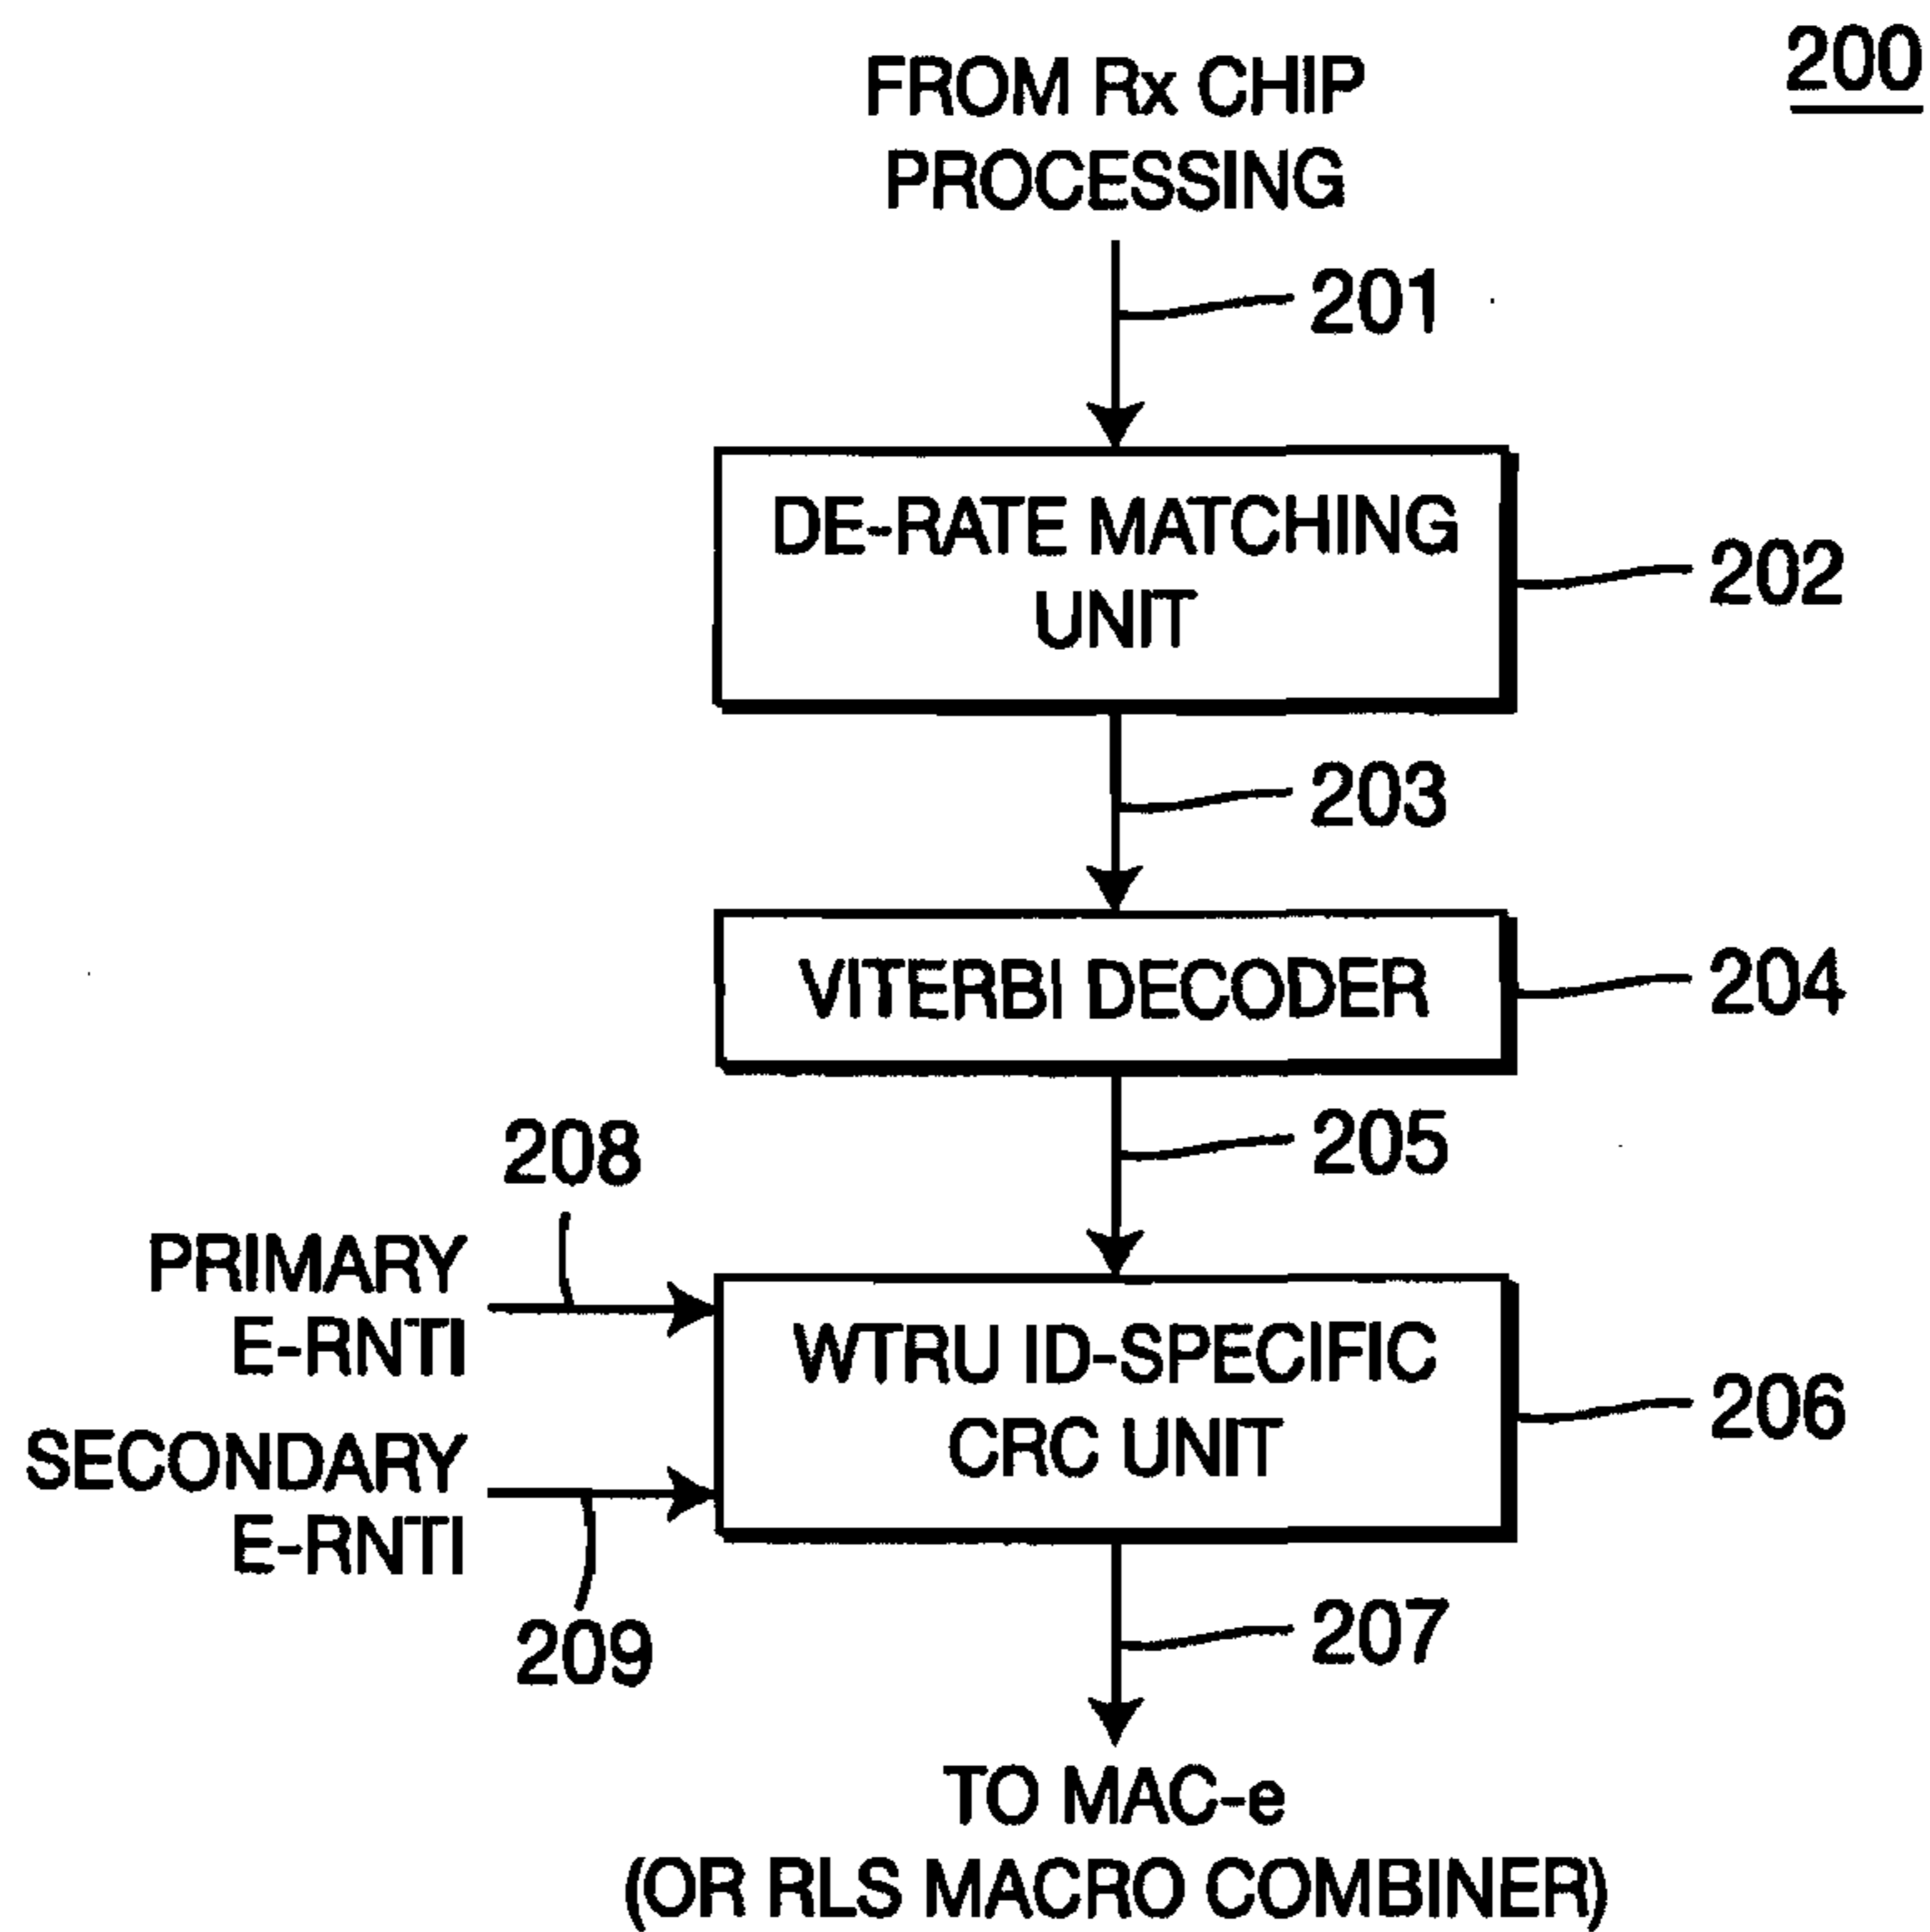 200
FROM Rx CHIP
PROCESSING
201
DE-RATE MATCHING
UNIT
202
203
VITERBI DECODER
204
205
208
PRIMARY
E-RNTI
SECONDARY
E-RNTI
209
WTRU ID-SPECIFIC
CRC UNIT
206
207
TO MAC-e
(OR RLS MACRO COMBINER)